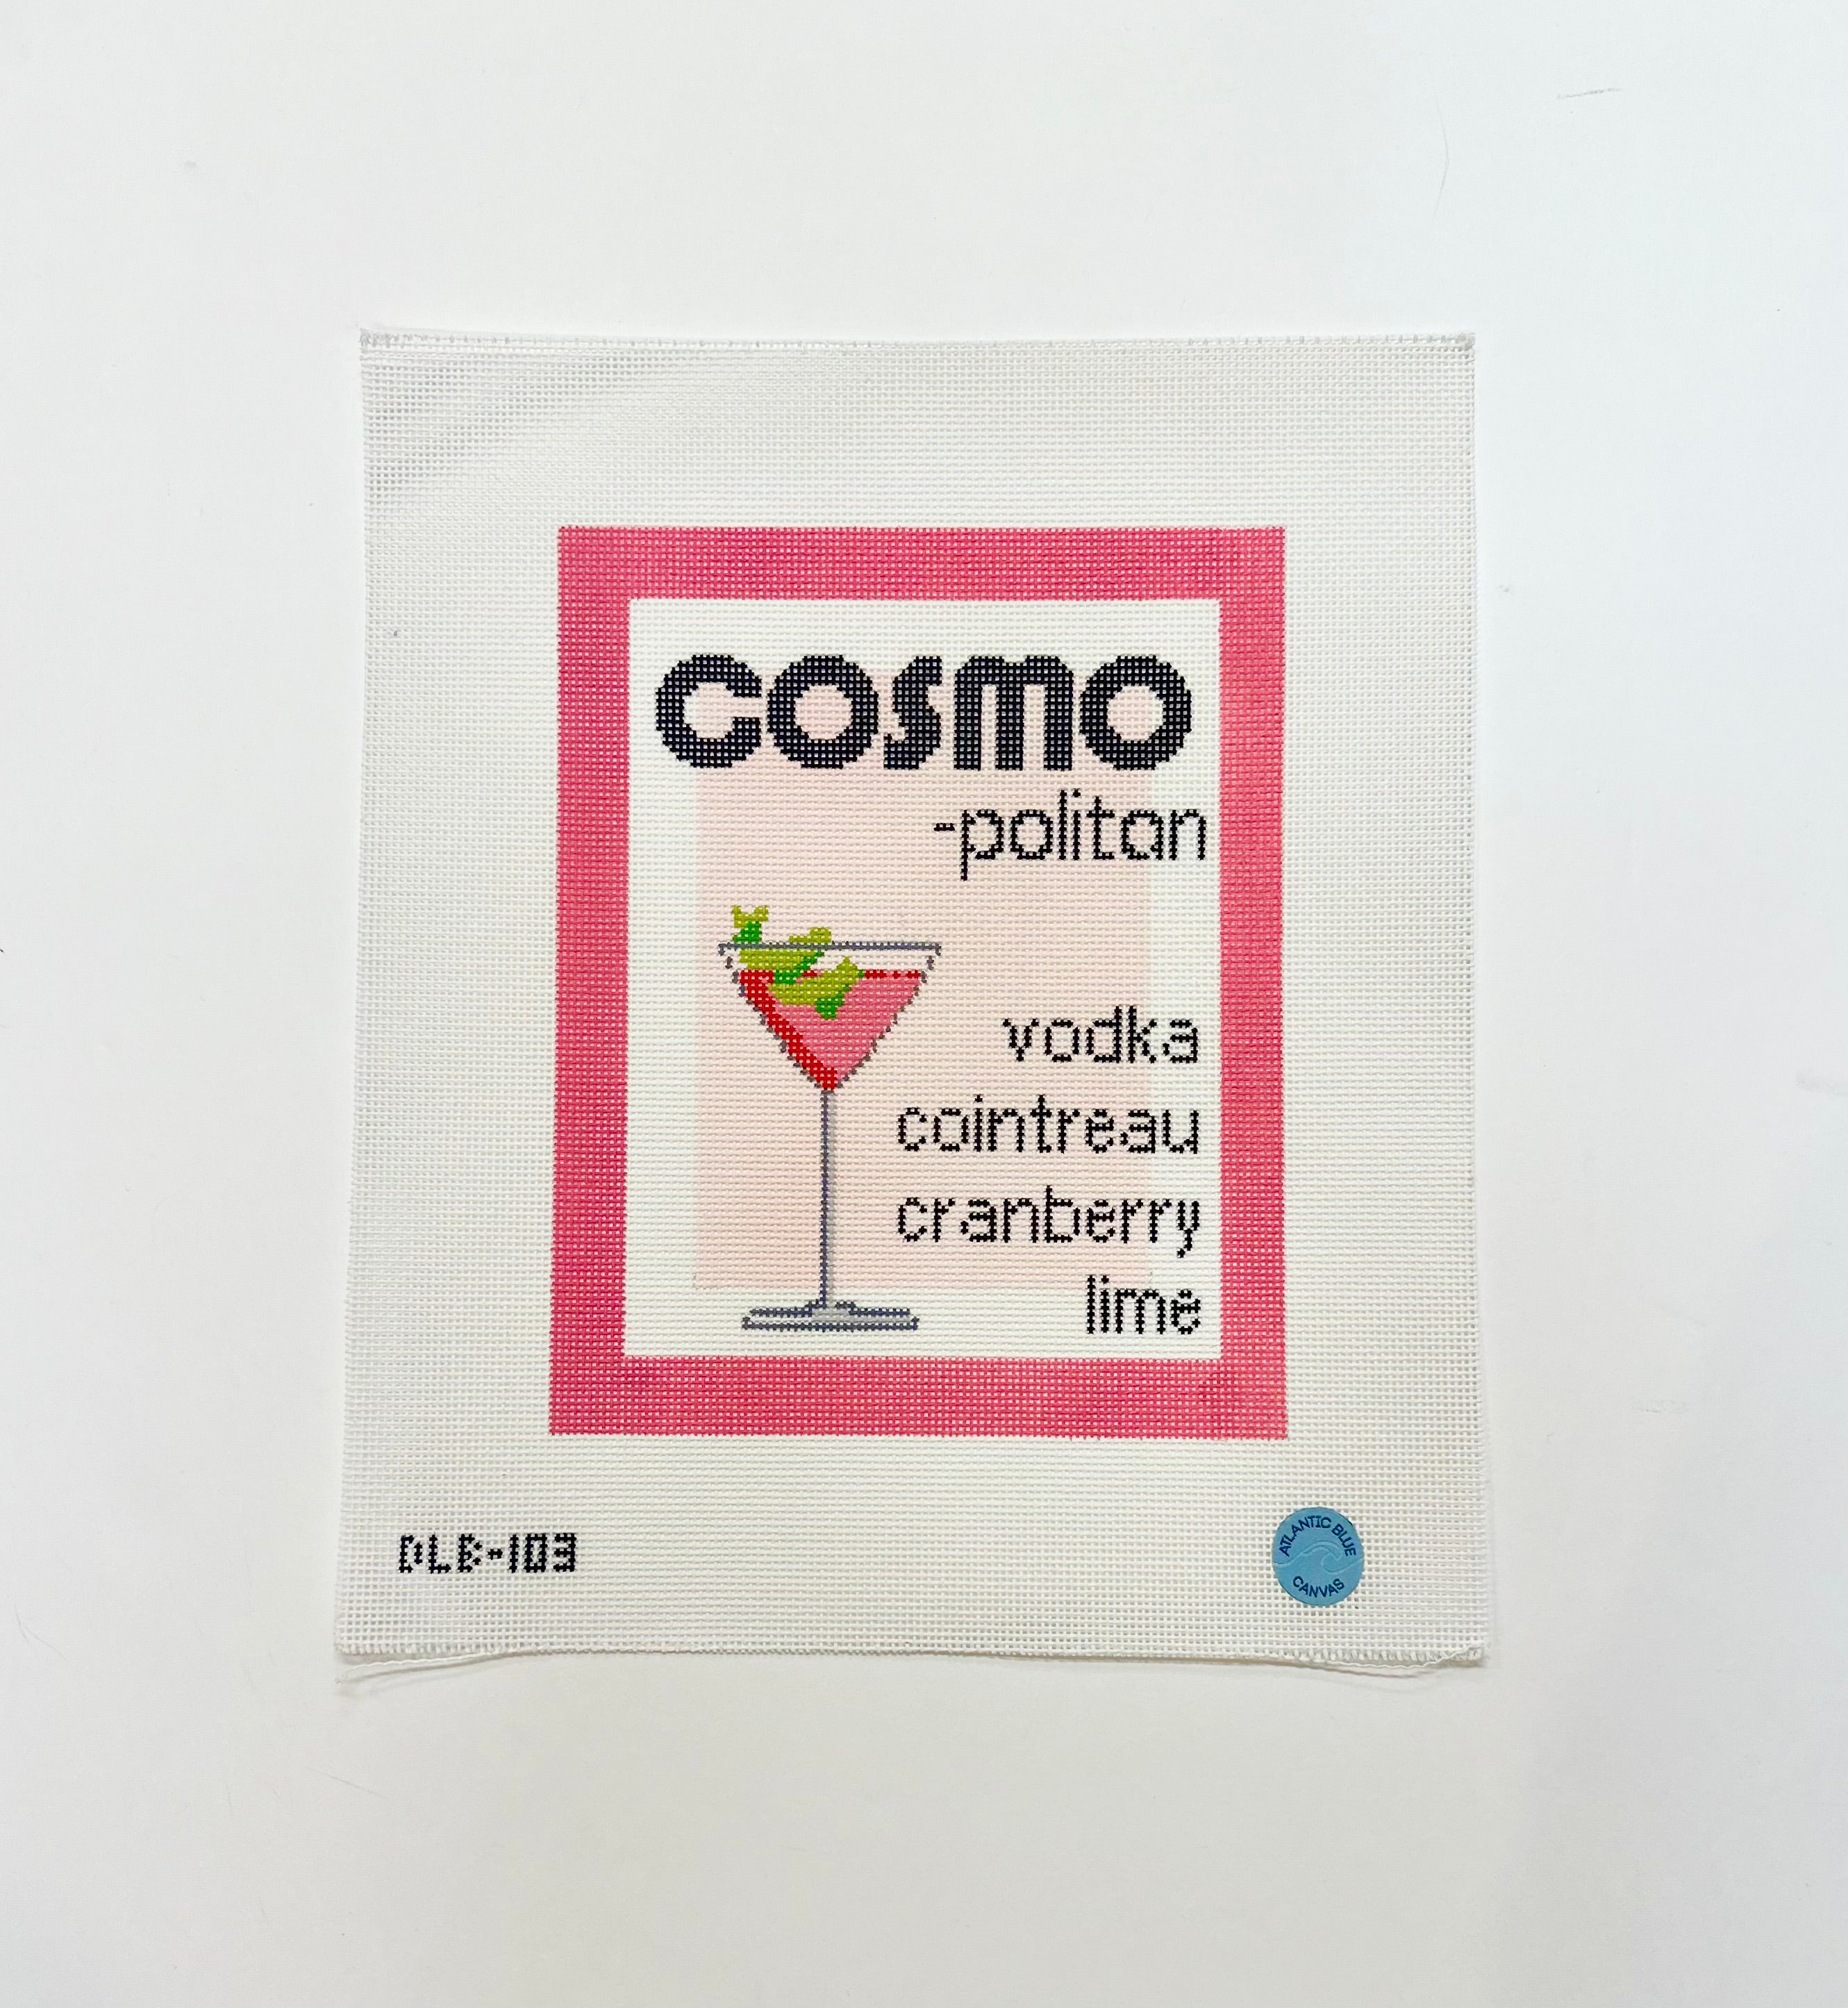 COSMO
-politan
vodka
cointreau
cranberry
lime
DLB-103
ATLANTIC BLUE
CANVAS